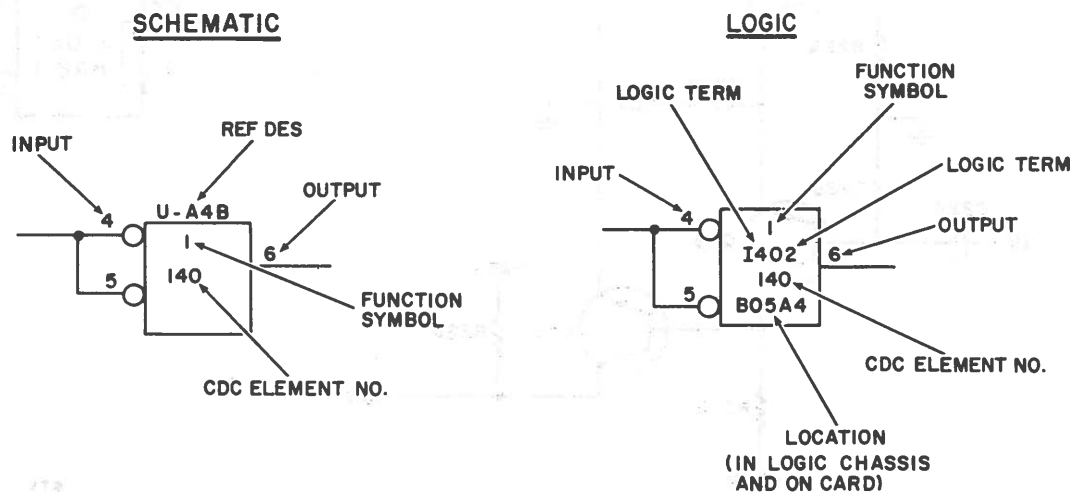 SCHEMATIC
INPUT
REF DES
OUTPUT
U-A4B
4
1
6
5
140
FUNCTION
SYMBOL
CDC ELEMENT NO.
LOGIC
FUNCTION
SYMBOL
LOGIC TERM
LOGIC TERM
INPUT
OUTPUT
4
1
I402
6
140
5
B05A4
CDC ELEMENT NO.
LOCATION
(IN LOGIC CHASSIS
AND ON CARD)